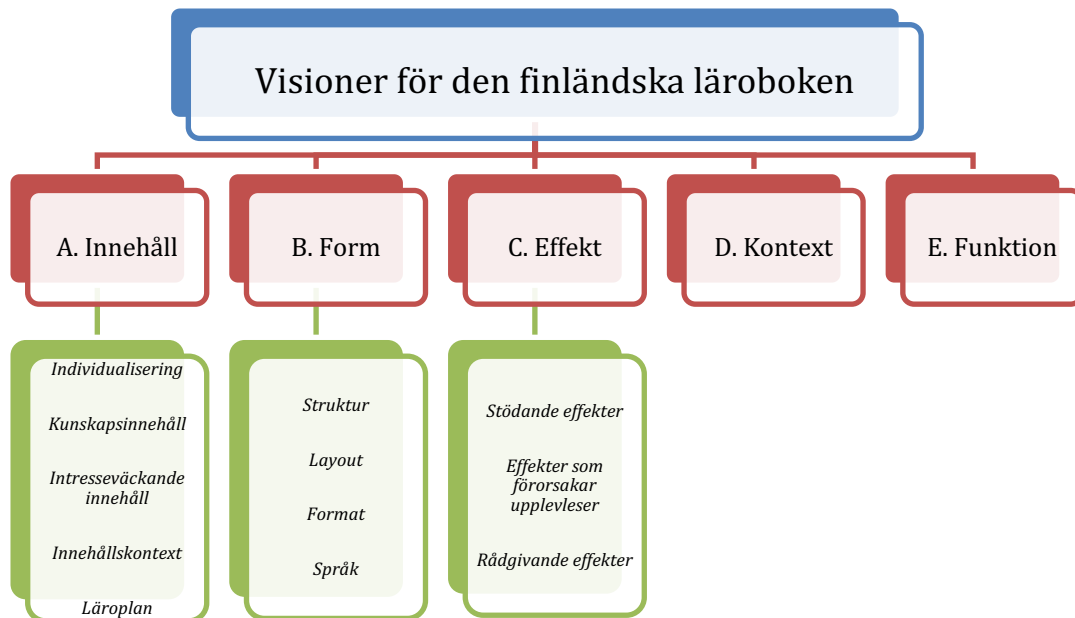 Visioner för den finländska läroboken
A. Innehåll
B. Form
C. Effekt
D. Kontext
E. Funktion
Individualisering
Kunskapsinnehåll
Intresseväckande
innehåll
Innehållskontext
Läroplan
Struktur
Layout
Format
Språk
Stödande effekter
Effekter som
förorsakar
upplevleser
Rådgivande effekter